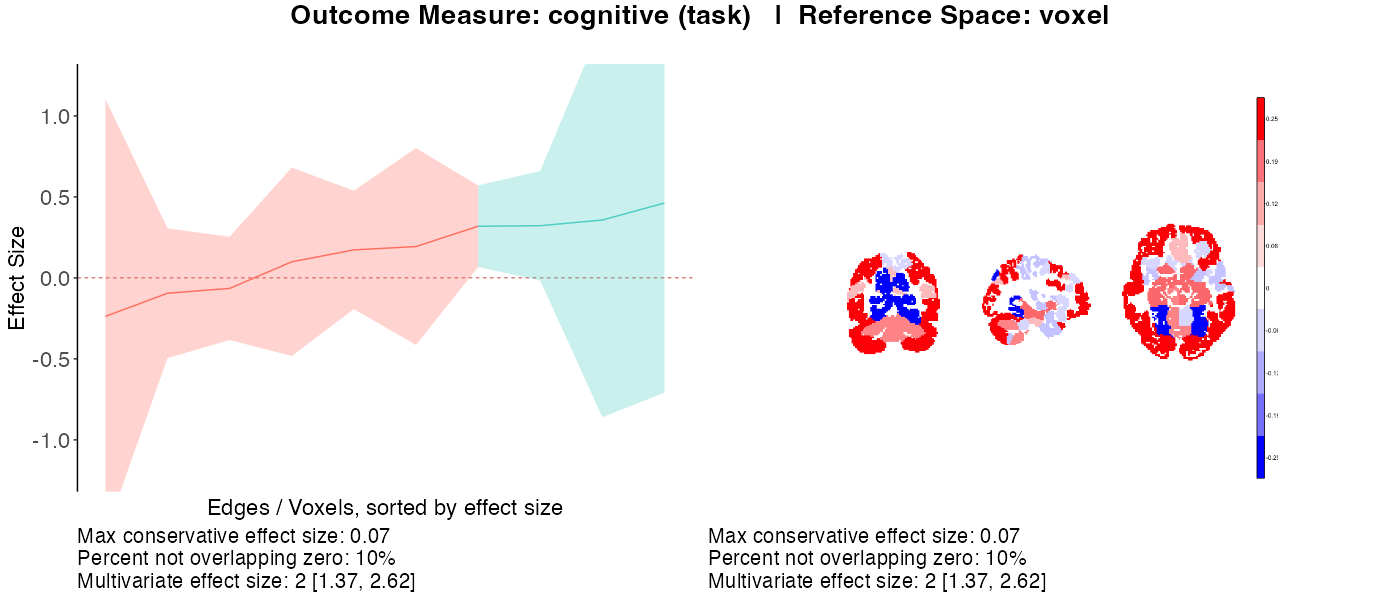 Outcome Measure: cognitive (task) | Reference Space: voxel
Effect Size
1.0
0.5
0.0
-0.5
-1.0
Edges / Voxels, sorted by effect size
Max conservative effect size: 0.07
Percent not overlapping zero: 10%
Multivariate effect size: 2 [1.37, 2.62]
0.25
0.19
0.12
0.06
0
Max conservative effect size: 0.07
Percent not overlapping zero: 10%
Multivariate effect size: 2 [1.37, 2.62]